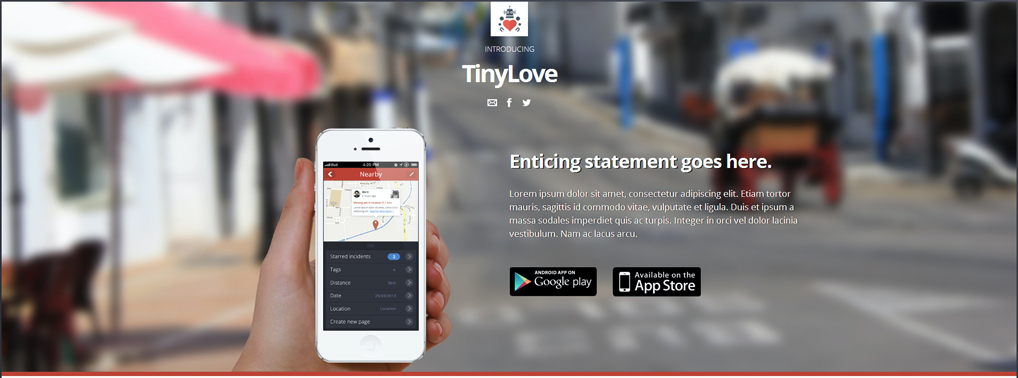 INTRODUCING
TinyLove
Enticing statement goes here.
Lorem ipsum dolor sit amet, consectetur adipiscing elit. Etiam tortor
mauris, sagittis id commodo vitae, vulputate et ligula. Duis et ipsum a
massa sodales imperdiet quis ac turpis. Integer in orci vel dolor lacinia
vestibulum. Nam ac lacus arcu.
ANDROID APP ON
Google play
Available on the
App Store
4:20 PM
Nearby
Starred incidents
Tags
Distance
Date
Location
Create new page